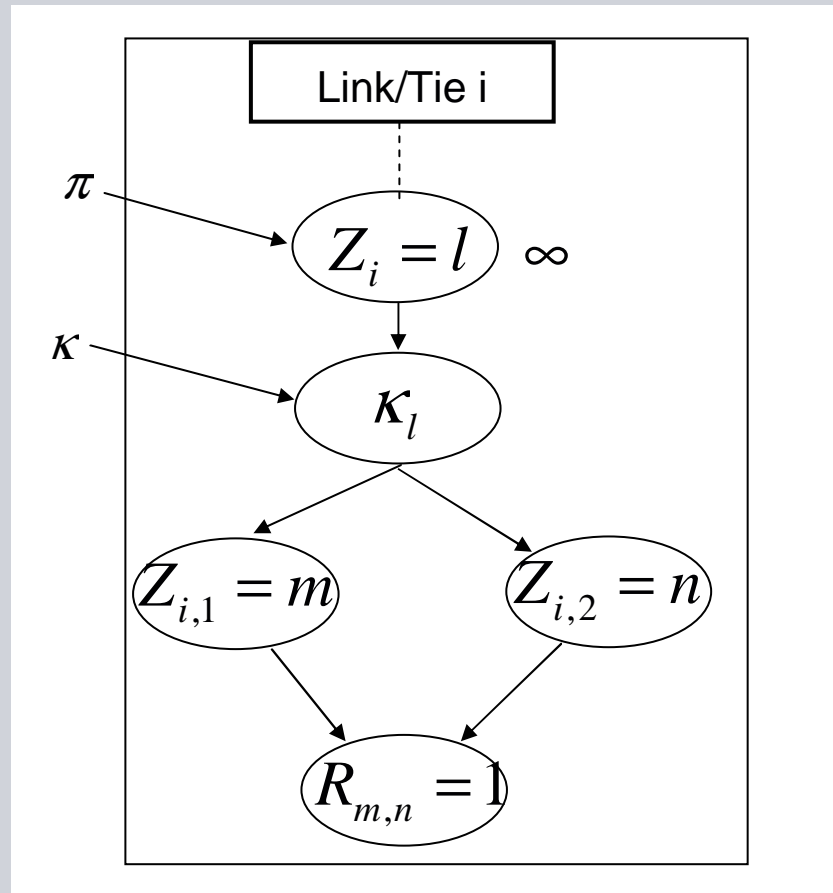 Link/Tie i
π
Z_i = l ∞
κ
κ_l
Z_{i,1} = m
Z_{i,2} = n
R_{m,n} = 1